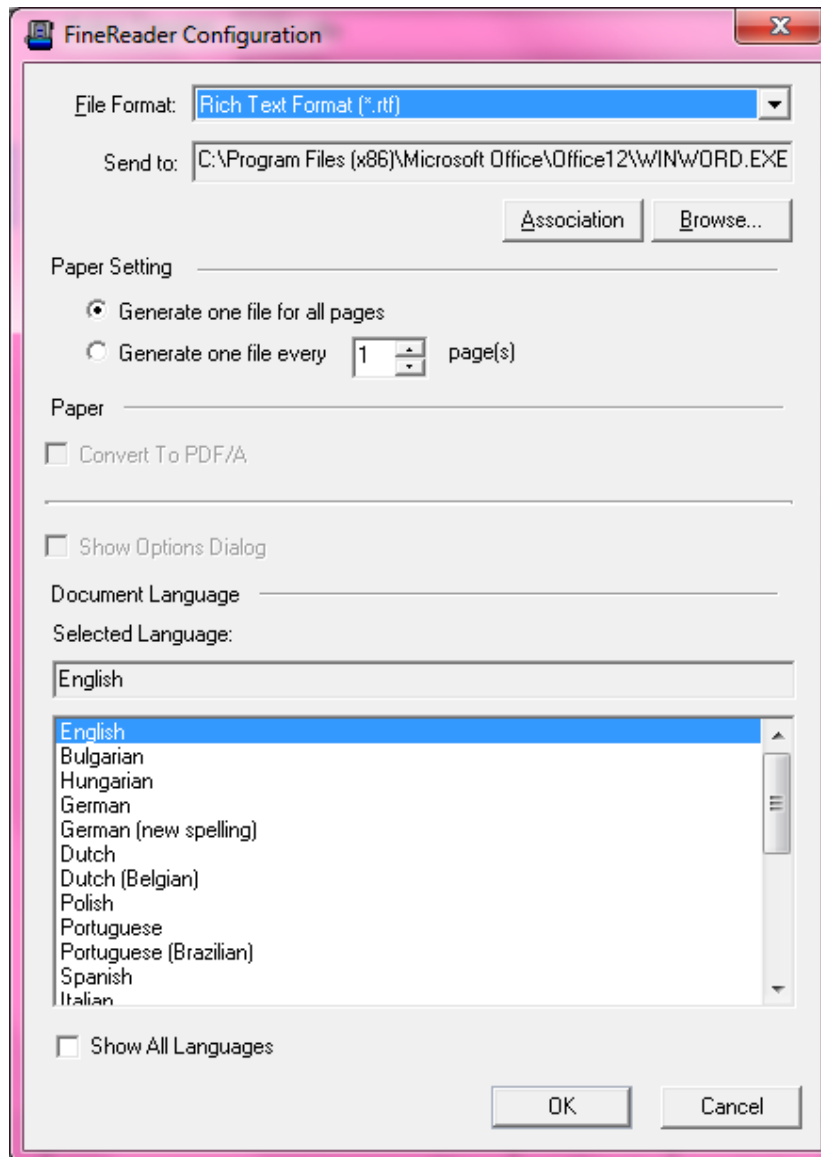 FineReader Configuration
File Format: Rich Text Format (*.rtf)
Send to: C:\Program Files (x86)\Microsoft Office\Office12\WINWORD.EXE
Association Browse...
Paper Setting
Generate one file for all pages
Generate one file every 1 page(s)
Paper
Convert To PDF/A
Show Options Dialog
Document Language
Selected Language:
English
English
Bulgarian
Hungarian
German
German (new spelling)
Dutch
Dutch (Belgian)
Polish
Portuguese
Portuguese (Brazilian)
Spanish
Italian
Show All Languages
OK Cancel